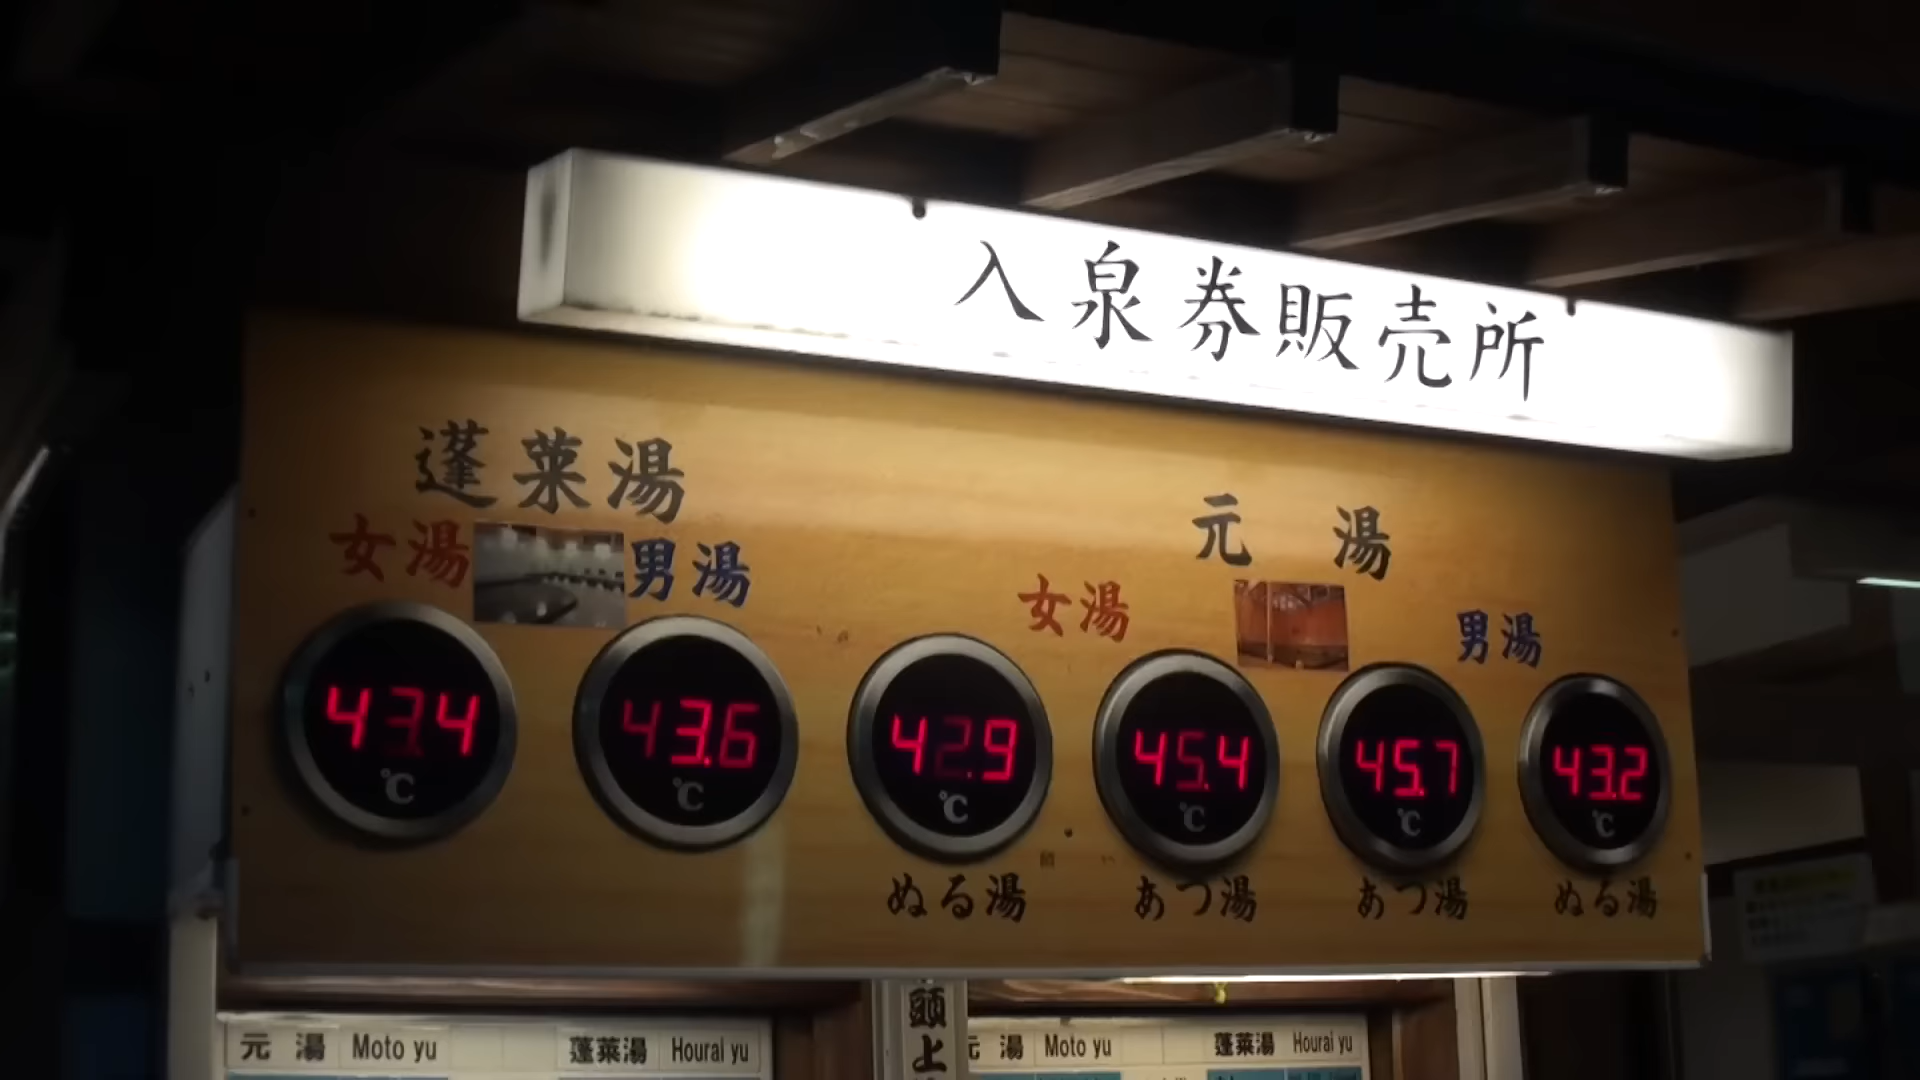 入泉券販売所
蓬莱湯
女湯 男湯
元 湯
女湯 男湯
43.4 43.6 42.9 45.4 45.7 43.2
℃ ℃ ℃ ℃ ℃ ℃
ぬる湯 あつ湯 あつ湯 ぬる湯
頭上
元 湯 Moto yu 蓬莱湯 Hourai yu
元 湯 Moto yu 蓬莱湯 Hourai yu